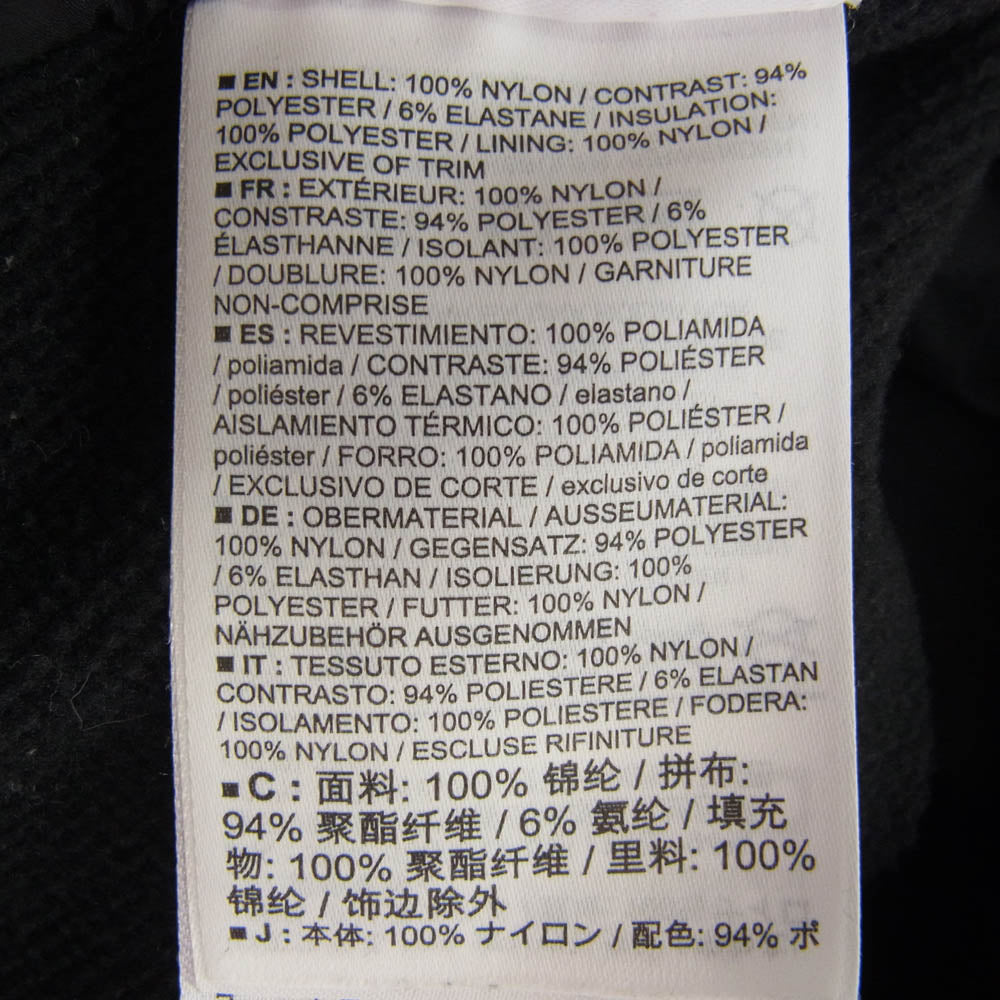 ■ EN : SHELL: 100% NYLON / CONTRAST: 94%
POLYESTER / 6% ELASTANE / INSULATION:
100% POLYESTER / LINING: 100% NYLON /
EXCLUSIVE OF TRIM
■ FR : EXTÉRIEUR: 100% NYLON /
CONSTRASTE: 94% POLYESTER / 6%
ÉLASTHANNE / ISOLANT: 100% POLYESTER
/ DOUBLURE: 100% NYLON / GARNITURE
NON-COMPRISE
■ ES : REVESTIMIENTO: 100% POLIAMIDA
/ poliamida / CONTRASTE: 94% POLIÉSTER
/ poliéster / 6% ELASTANO / elastano /
AISLAMIENTO TÉRMICO: 100% POLIÉSTER /
poliéster / FORRO: 100% POLIAMIDA / poliamida
/ EXCLUSIVO DE CORTE / exclusivo de corte
■ DE : OBERMATERIAL / AUSSEUMATERIAL:
100% NYLON / GEGENSATZ: 94% POLYESTER
/ 6% ELASTHAN / ISOLIERUNG: 100%
POLYESTER / FUTTER: 100% NYLON /
NÄHZUBEHÖR AUSGENOMMEN
■ IT : TESSUTO ESTERNO: 100% NYLON /
CONTRASTO: 94% POLIESTERE / 6% ELASTAN
/ ISOLAMENTO: 100% POLIESTERE / FODERA:
100% NYLON / ESCLUSE RIFINITURE
■ C : 面料: 100% 锦纶 / 拼布:
94% 聚酯纤维 / 6% 氨纶 / 填充
物: 100% 聚酯纤维 / 里料: 100%
锦纶 / 饰边除外
■ J : 本体: 100% ナイロン / 配色: 94% ポ